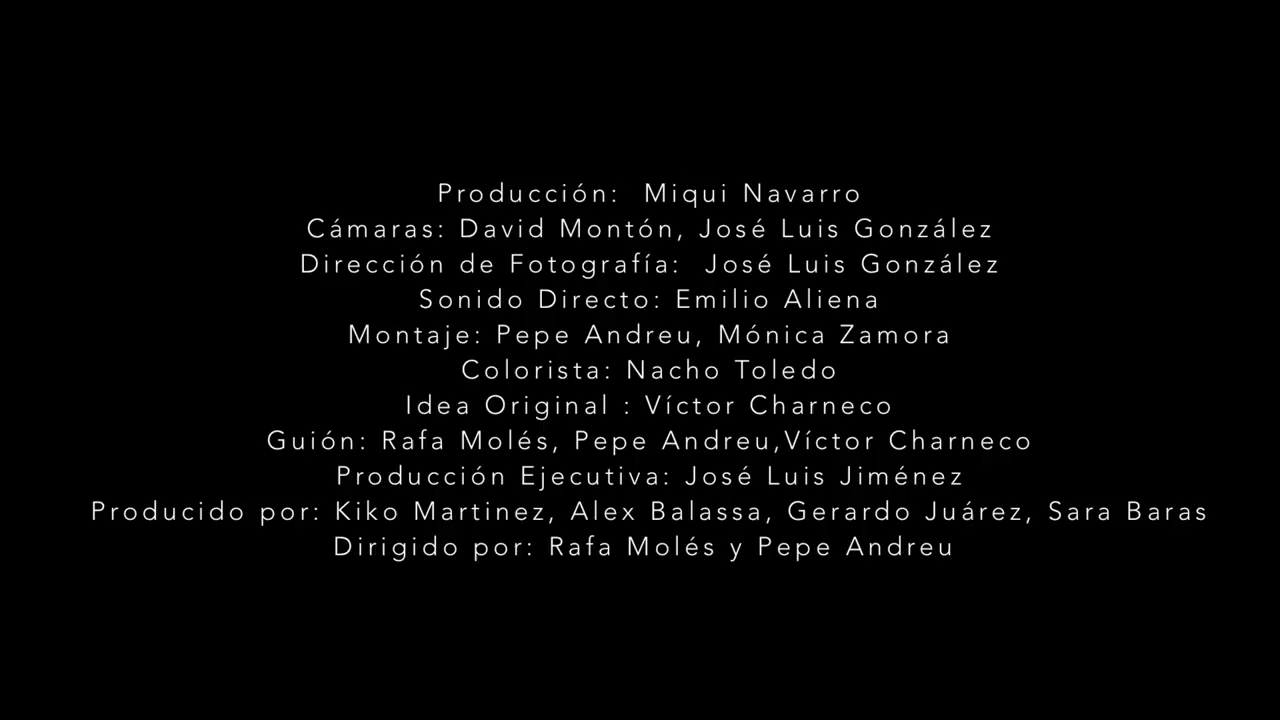 Producción:  Miqui Navarro
Cámaras: David Montón, José Luis González
Dirección de Fotografía:  José Luis González
Sonido Directo: Emilio Aliena
Montaje: Pepe Andreu, Mónica Zamora
Colorista: Nacho Toledo
Idea Original : Víctor Charneco
Guión: Rafa Molés, Pepe Andreu,Víctor Charneco
Producción Ejecutiva: José Luis Jiménez
Producido por: Kiko Martinez, Alex Balassa, Gerardo Juárez, Sara Baras
Dirigido por: Rafa Molés y Pepe Andreu